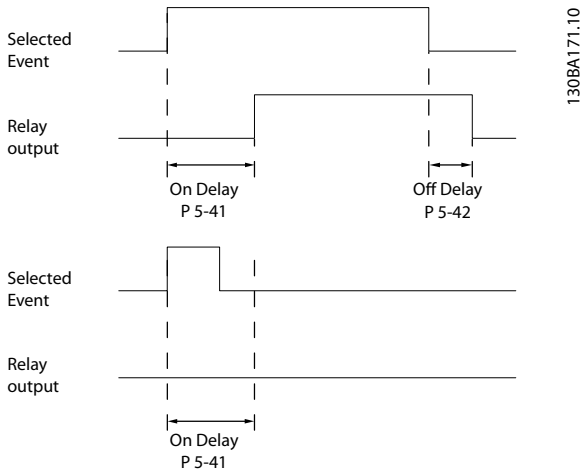 130BA171.10
Selected
Event
Relay
output
On Delay
P 5-41
Off Delay
P 5-42
Selected
Event
Relay
output
On Delay
P 5-41